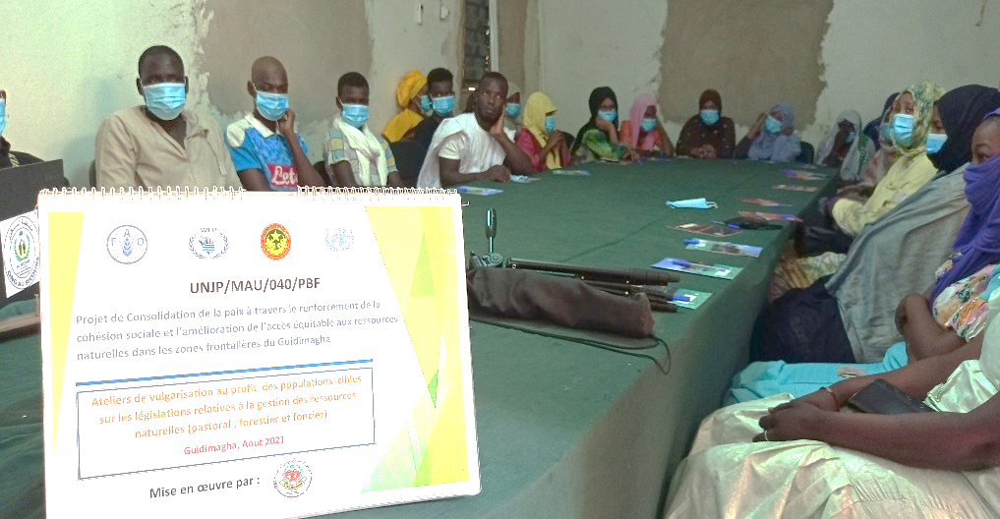 FAO
WFP
UNJP/MAU/040/PBF
Projet de Consolidation de la paix à travers le renforcement de la
cohésion sociale et l'amélioration de l'accès équitable aux ressources
naturelles dans les zones frontalières du Guidimagha
Ateliers de vulgarisation au profit des populations cibles
sur les législations relatives à la gestion des ressources
naturelles (pastoral, forestier et foncier)
Guidimagha, Aout 2021
Mise en œuvre par :
Lete